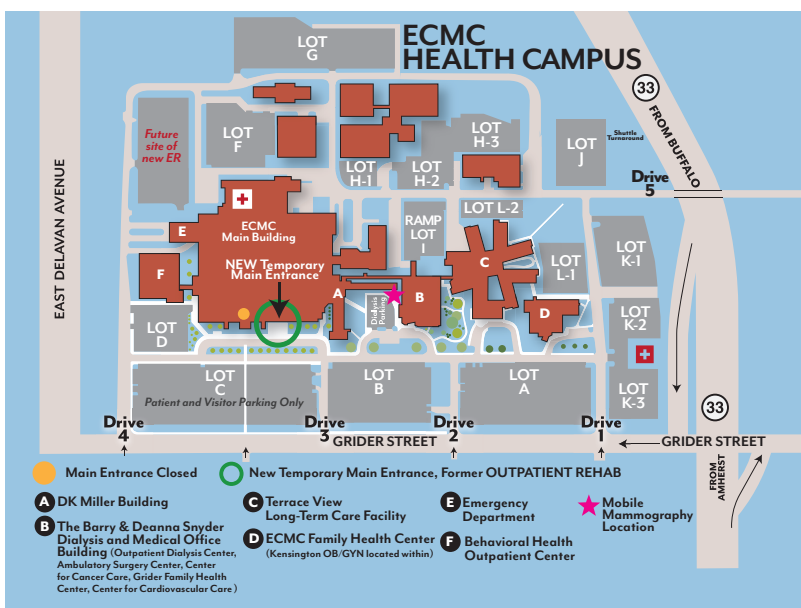 ECMC
HEALTH CAMPUS
LOT
G
33
FROM BUFFALO
Future
site of
new ER
LOT
F
LOT
H-3
LOT
J
Shuttle
Turnaround
LOT
H-1
LOT
H-2
Drive
5
EAST DELAVAN AVENUE
RAMP
LOT
I
LOT L-2
E
ECMC
Main Building
LOT
K-1
C
LOT
L-1
F
NEW Temporary
Main Entrance
A
B
D
Dialysis
Parking
LOT
D
LOT
K-2
LOT
C
Patient and Visitor Parking Only
LOT
B
LOT
A
LOT
K-3
33
Drive
4
Drive
3
Drive
2
Drive
1
GRIDER STREET
GRIDER STREET
FROM
AMHERST
Main Entrance Closed
New Temporary Main Entrance, Former OUTPATIENT REHAB
A DK Miller Building
B The Barry & Deanna Snyder
Dialysis and Medical Office
Building (Outpatient Dialysis Center,
Ambulatory Surgery Center, Center
for Cancer Care, Grider Family Health
Center, Center for Cardiovascular Care)
C Terrace View
Long-Term Care Facility
D ECMC Family Health Center
(Kensington OB/GYN located within)
E Emergency
Department
F Behavioral Health
Outpatient Center
Mobile
Mammography
Location